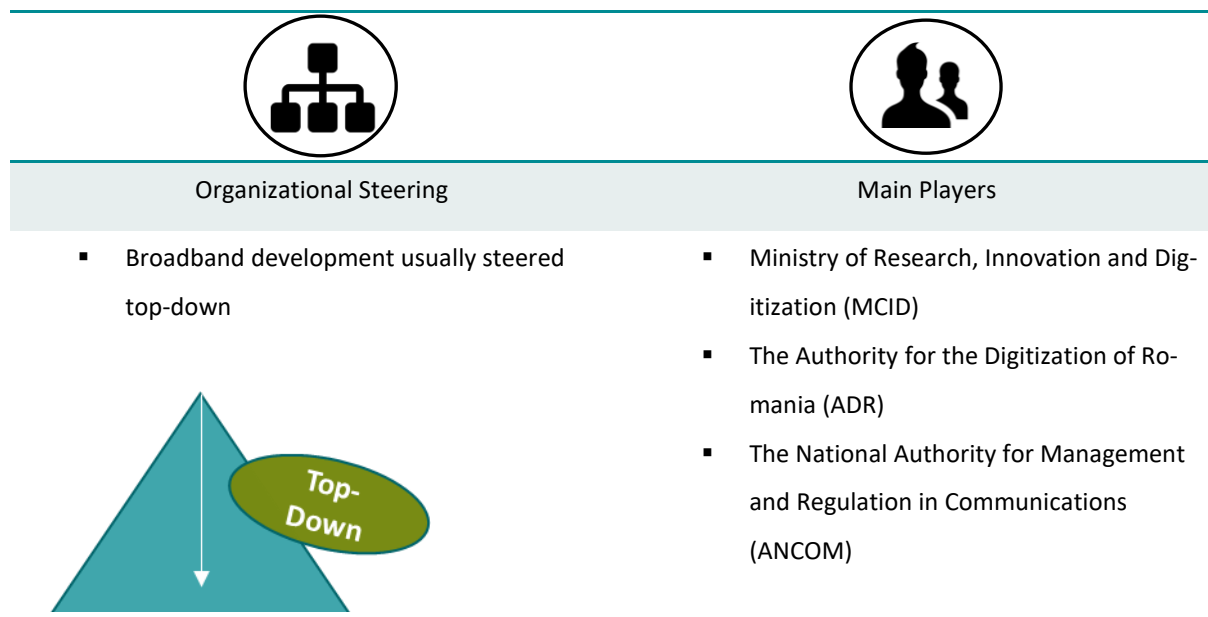 Organizational Steering
Main Players
▪ Broadband development usually steered
top-down
Top-
Down
▪ Ministry of Research, Innovation and Dig-
itization (MCID)
▪ The Authority for the Digitization of Ro-
mania (ADR)
▪ The National Authority for Management
and Regulation in Communications
(ANCOM)